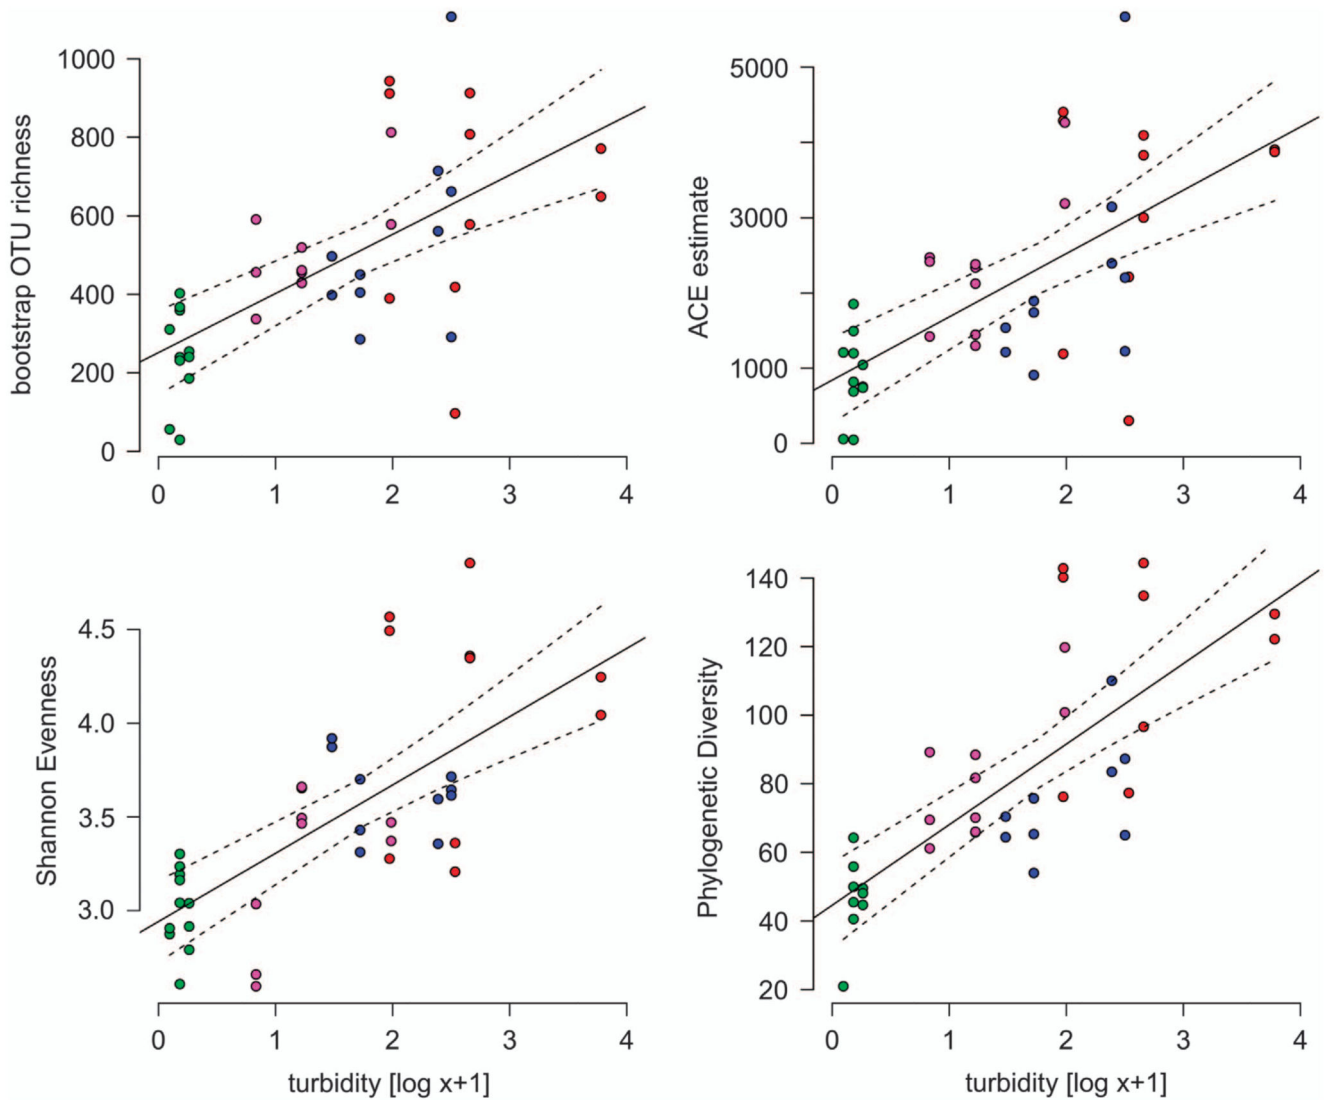 bootstrap OTU richness
1000
800
600
400
200
0
0 1 2 3 4
ACE estimate
5000
3000
1000
0
0 1 2 3 4
Shannon Evenness
4.5
4.0
3.5
3.0
0 1 2 3 4
turbidity [log x+1]
Phylogenetic Diversity
140
120
100
80
60
40
20
0 1 2 3 4
turbidity [log x+1]